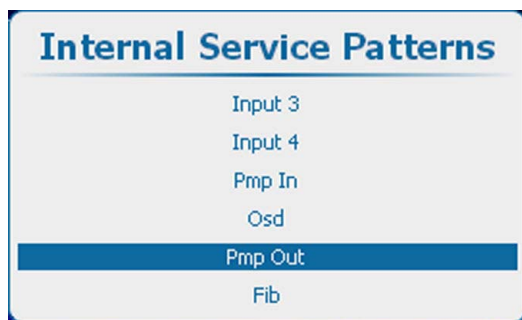 Internal Service Patterns
Input 3
Input 4
Pmp In
Osd
Pmp Out
Fib